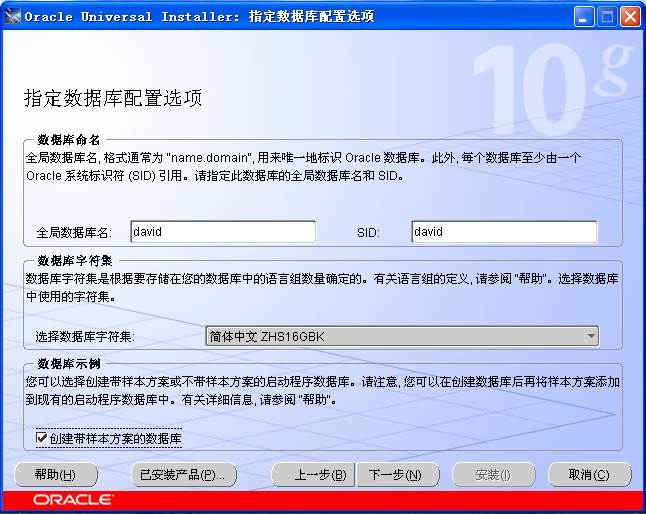 Oracle Universal Installer: 指定数据库配置选项
10g
指定数据库配置选项
数据库命名
全局数据库名, 格式通常为 "name.domain", 用来唯一地标识 Oracle 数据库。此外, 每个数据库至少由一个
Oracle 系统标识符 (SID) 引用。请指定此数据库的全局数据库名和 SID。
全局数据库名: david SID: david
数据库字符集
数据库字符集是根据要存储在您的数据库中的语言组数量确定的。有关语言组的定义, 请参阅 "帮助"。选择数据库
中使用的字符集。
选择数据库字符集: 简体中文 ZHS16GBK
数据库示例
您可以选择创建带样本方案或不带样本方案的启动程序数据库。请注意, 您可以在创建数据库后再将样本方案添加
到现有的启动程序数据库中。有关详细信息, 请参阅 "帮助"。
创建带样本方案的数据库
帮助(H) 已安装产品(P)... 上一步(B) 下一步(N) 安装(I) 取消(C)
ORACLE